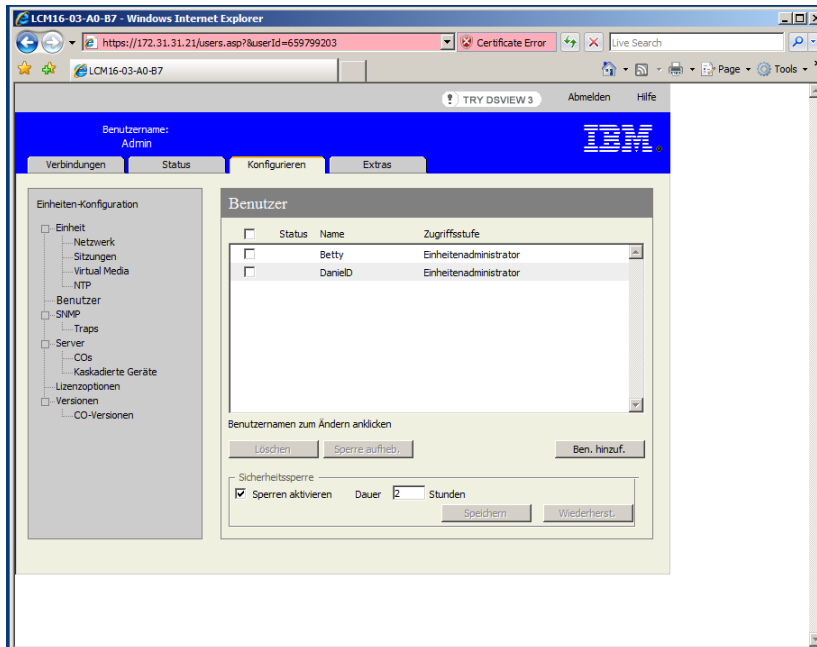 LCM16-03-A0-B7 - Windows Internet Explorer
https://172.31.31.21/users.asp?&userId=659799203
Certificate Error
Live Search
LCM16-03-A0-B7
Page
Tools
TRY DSVIEW 3
Abmelden
Hilfe
Benutzername:
Admin
IBM
Verbindungen
Status
Konfigurieren
Extras
Einheiten-Konfiguration
Einheit
Netzwerk
Sitzungen
Virtual Media
NTP
Benutzer
SNMP
Traps
Server
COs
Kaskadierte Geräte
Lizenzoptionen
Versionen
CO-Versionen
Benutzer
Status Name Zugriffsstufe
Betty Einheitenadministrator
DanielD Einheitenadministrator
Benutzernamen zum Ändern anklicken
Löschen
Sperre aufheb.
Ben. hinzuf.
Sicherheitssperre
Sperren aktivieren Dauer 2 Stunden
Speichern
Wiederherst.